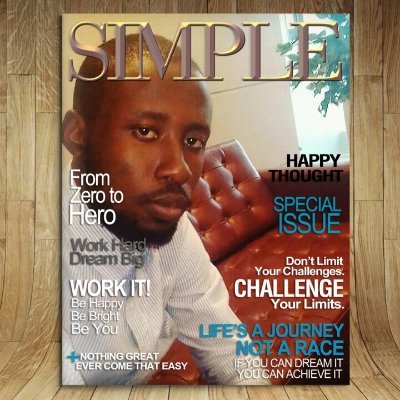 SIMPLE
HAPPY
THOUGHT
From
Zero to
Hero
SPECIAL
ISSUE
Work Hard
Dream Big
Don't Limit
Your Challenges.
CHALLENGE
Your Limits.
WORK IT!
Be Happy
Be Bright
Be You
LIFE'S A JOURNEY
NOT A RACE
IF YOU CAN DREAM IT
YOU CAN ACHIEVE IT
+NOTHING GREAT
EVER COME THAT EASY